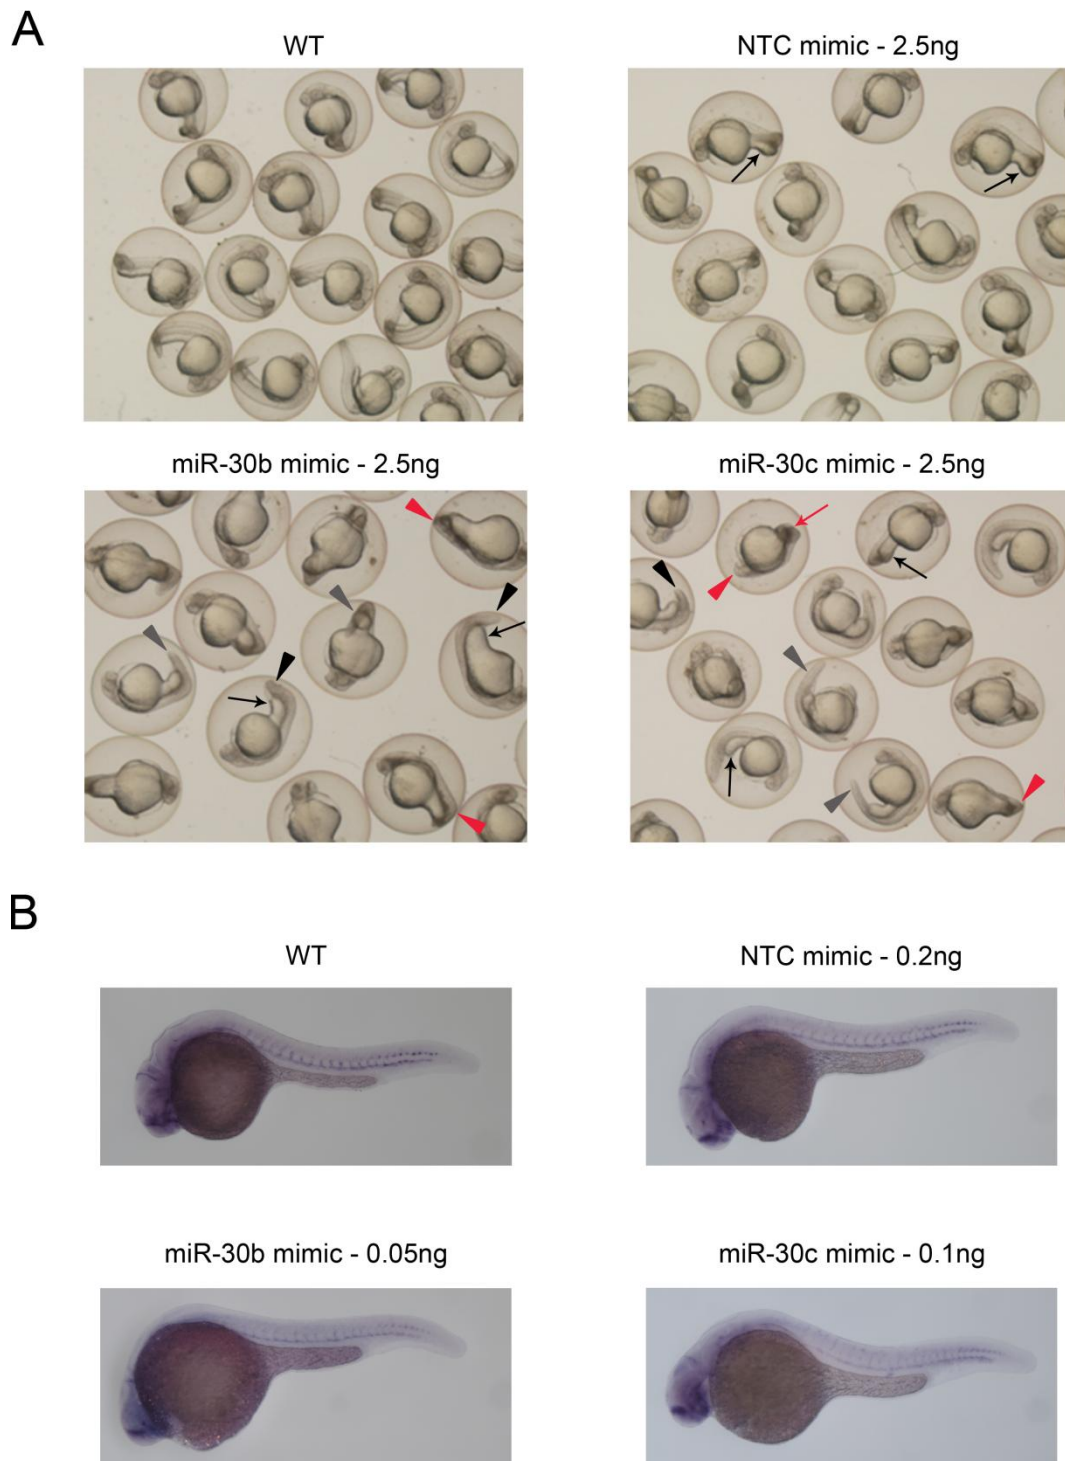 A
WT
NTC mimic - 2.5ng
miR-30b mimic - 2.5ng
miR-30c mimic - 2.5ng
B
WT
NTC mimic - 0.2ng
miR-30b mimic - 0.05ng
miR-30c mimic - 0.1ng